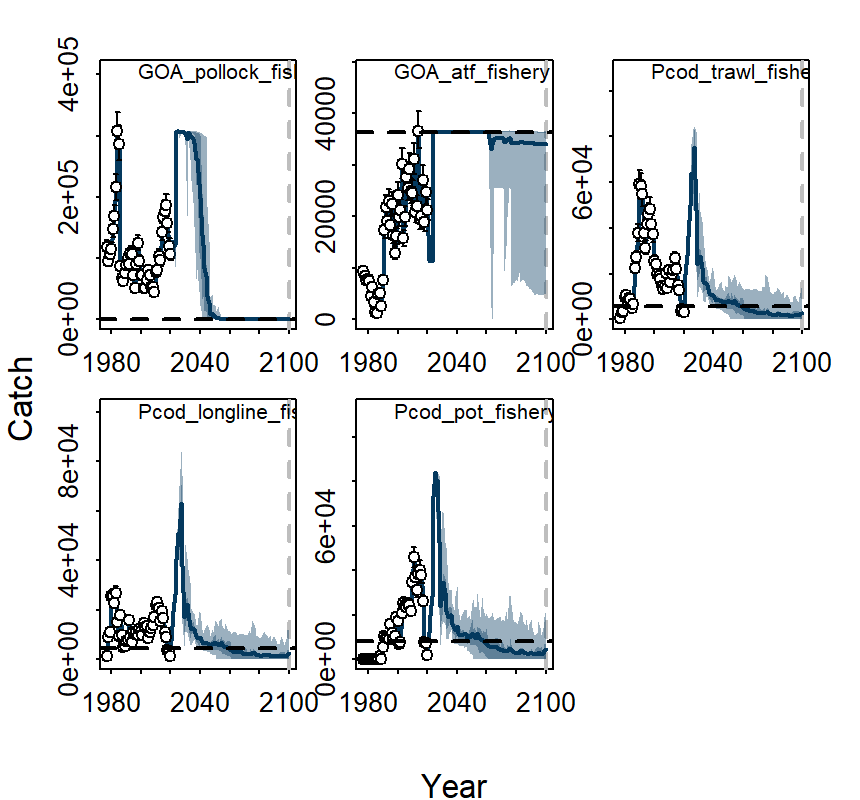 GOA_pollock_fish
GOA_atf_fishery
Pcod_trawl_fishe
0e+00 2e+05 4e+05
0 20000 40000
0e+00 6e+04
1980 2040 2100
1980 2040 2100
1980 2040 2100
Catch
Pcod_longline_fis
Pcod_pot_fishery
0e+00 4e+04 8e+04
0e+00 6e+04
1980 2040 2100
1980 2040 2100
Year